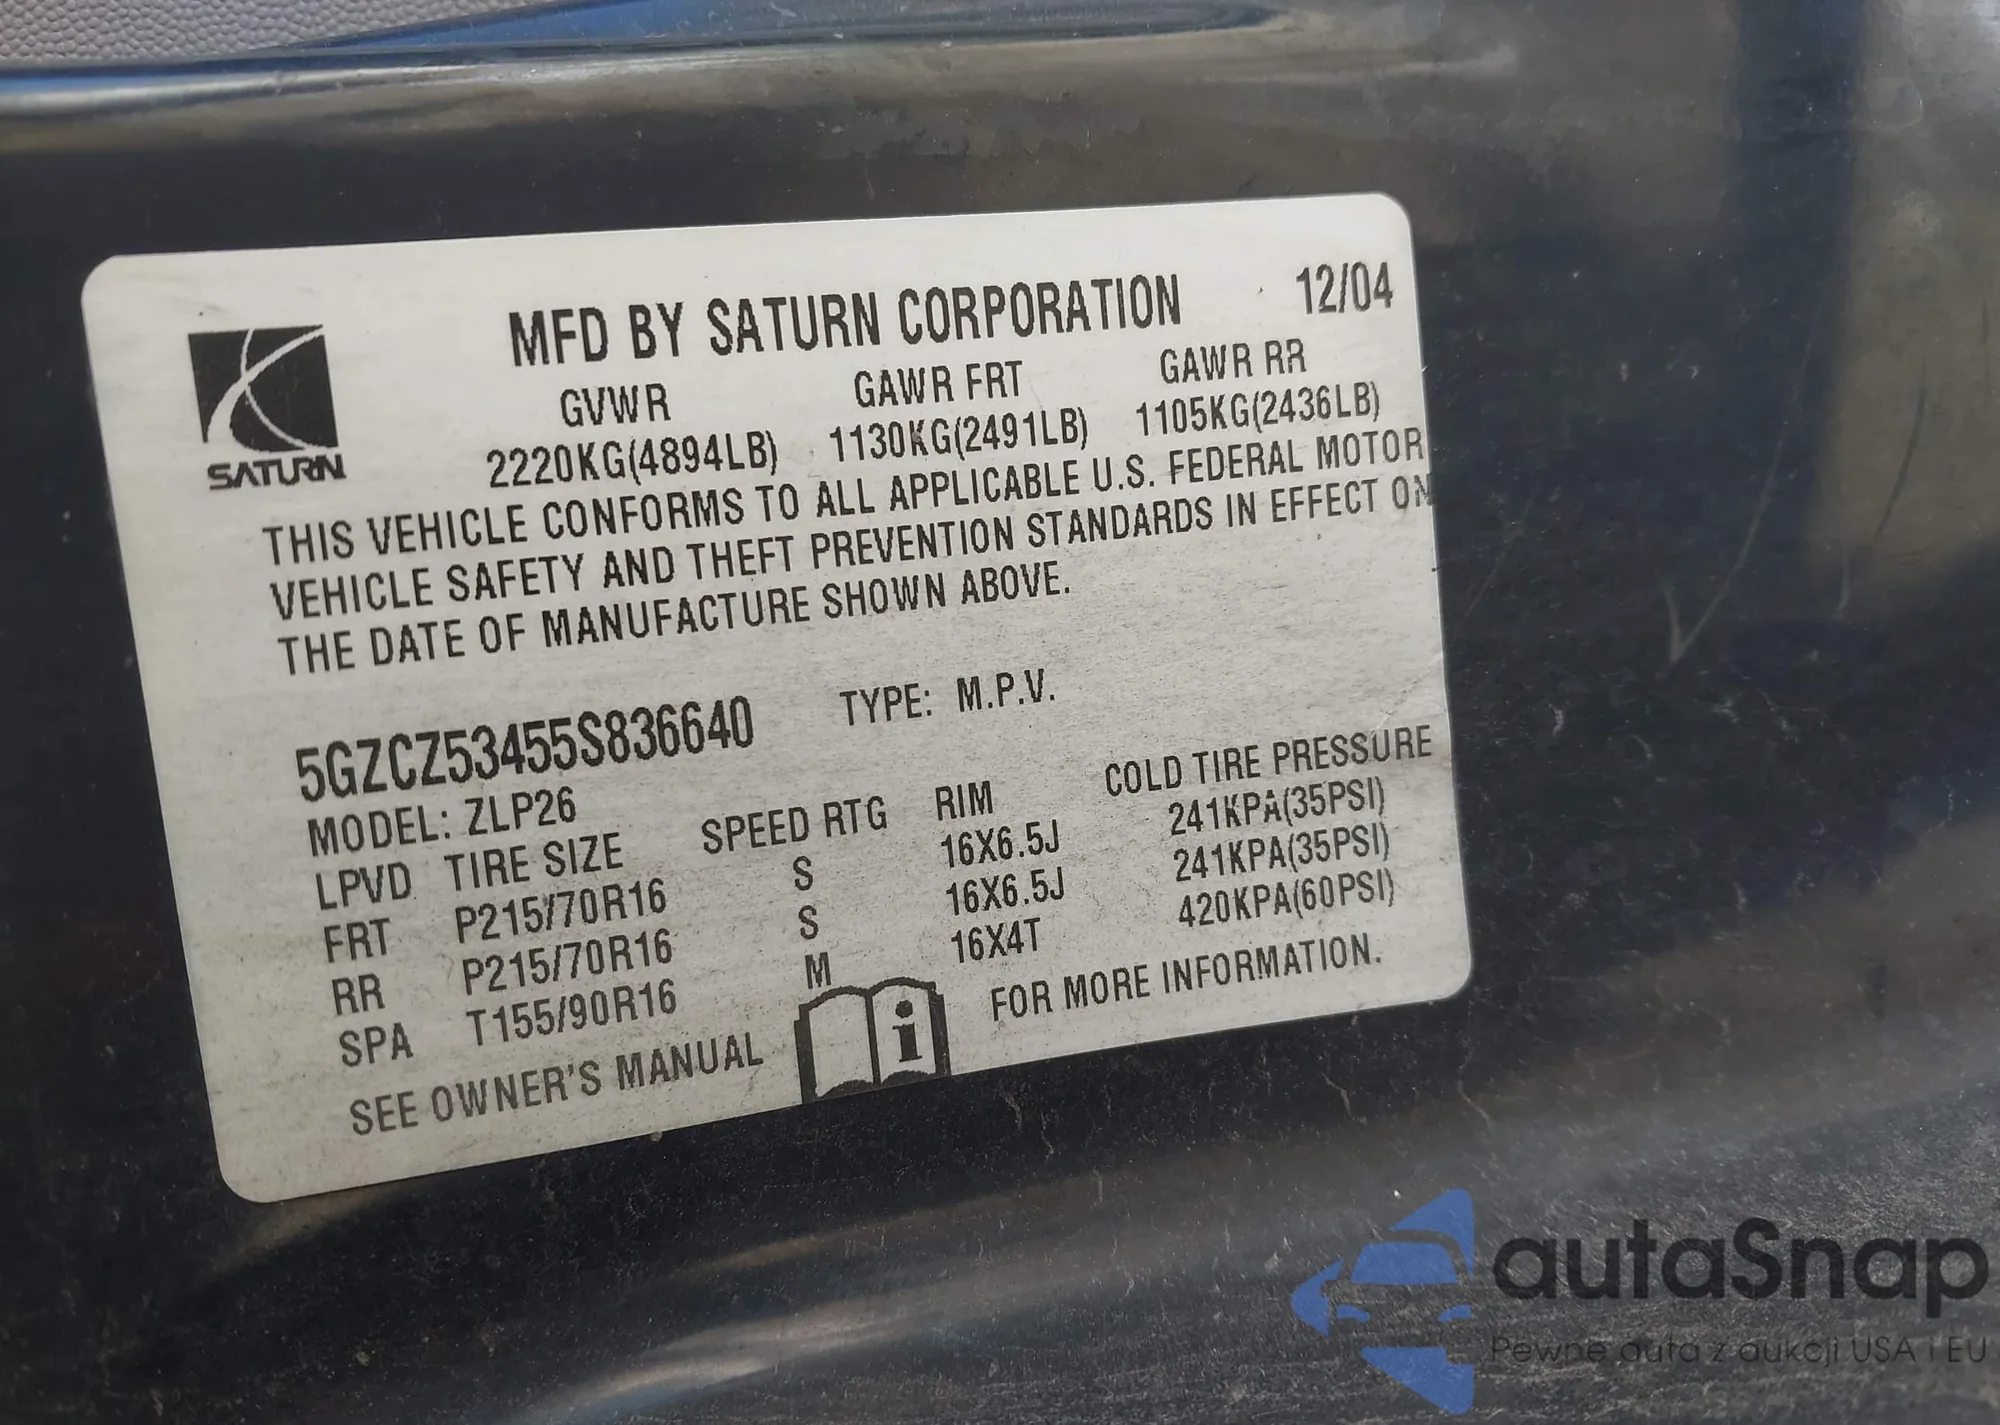 MFD BY SATURN CORPORATION 12/04
GVWR GAWR FRT GAWR RR
2220KG(4894LB) 1130KG(2491LB) 1105KG(2436LB)
SATURN
THIS VEHICLE CONFORMS TO ALL APPLICABLE U.S. FEDERAL MOTOR
VEHICLE SAFETY AND THEFT PREVENTION STANDARDS IN EFFECT ON
THE DATE OF MANUFACTURE SHOWN ABOVE.
5GZCZ53455S836640 TYPE: M.P.V.
MODEL: ZLP26
LPVD TIRE SIZE SPEED RTG RIM COLD TIRE PRESSURE
FRT P215/70R16 S 16X6.5J 241KPA(35PSI)
RR P215/70R16 S 16X6.5J 241KPA(35PSI)
SPA T155/90R16 M 16X4T 420KPA(60PSI)
SEE OWNER'S MANUAL i FOR MORE INFORMATION.
autaSnap
Pewne auta z aukcji USA i EU